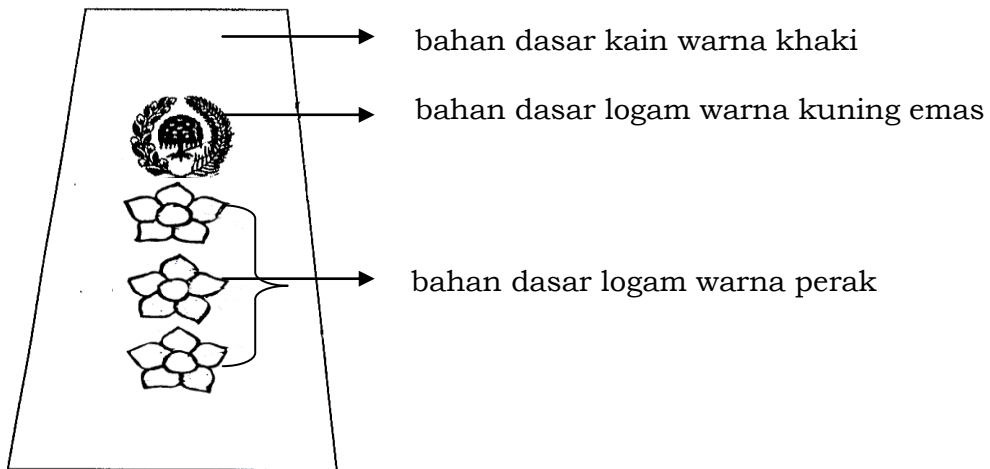 bahan dasar kain warna khaki
bahan dasar logam warna kuning emas
bahan dasar logam warna perak